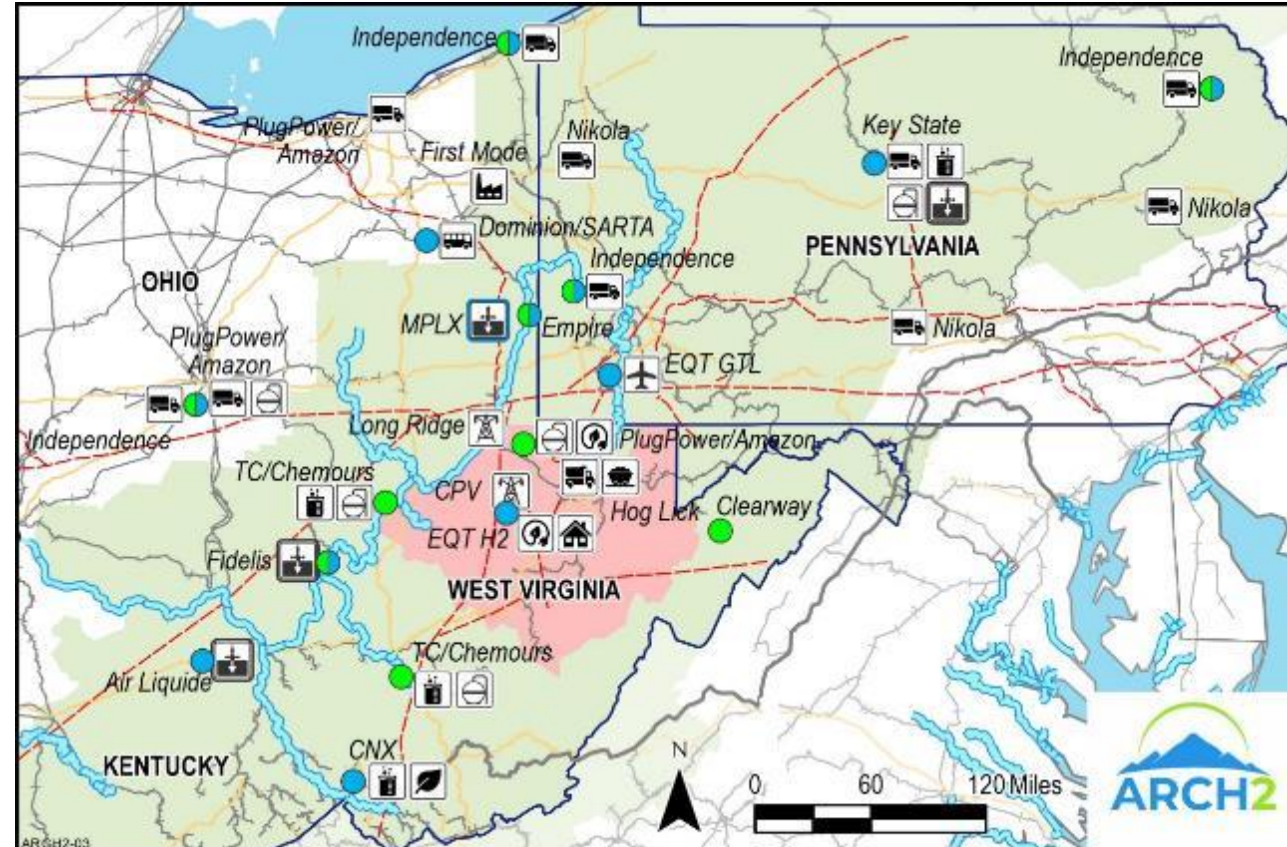 Independence
Independence
PlugPower/
Amazon
Nikola
Key State
First Mode
Nikola
Dominion/SARTA
PENNSYLVANIA
Independence
OHIO
MPLX
Empire
Nikola
PlugPower/
Amazon
EQT GTL
Independence
Long Ridge
PlugPower/Amazon
TC/Chemours
CPV
Hog Lick
Clearway
EQT H2
Fidelis
WEST VIRGINIA
TC/Chemours
Air Liquide
CNX
KENTUCKY
N
0
60
120 Miles
ARCH2
ARCH2-03